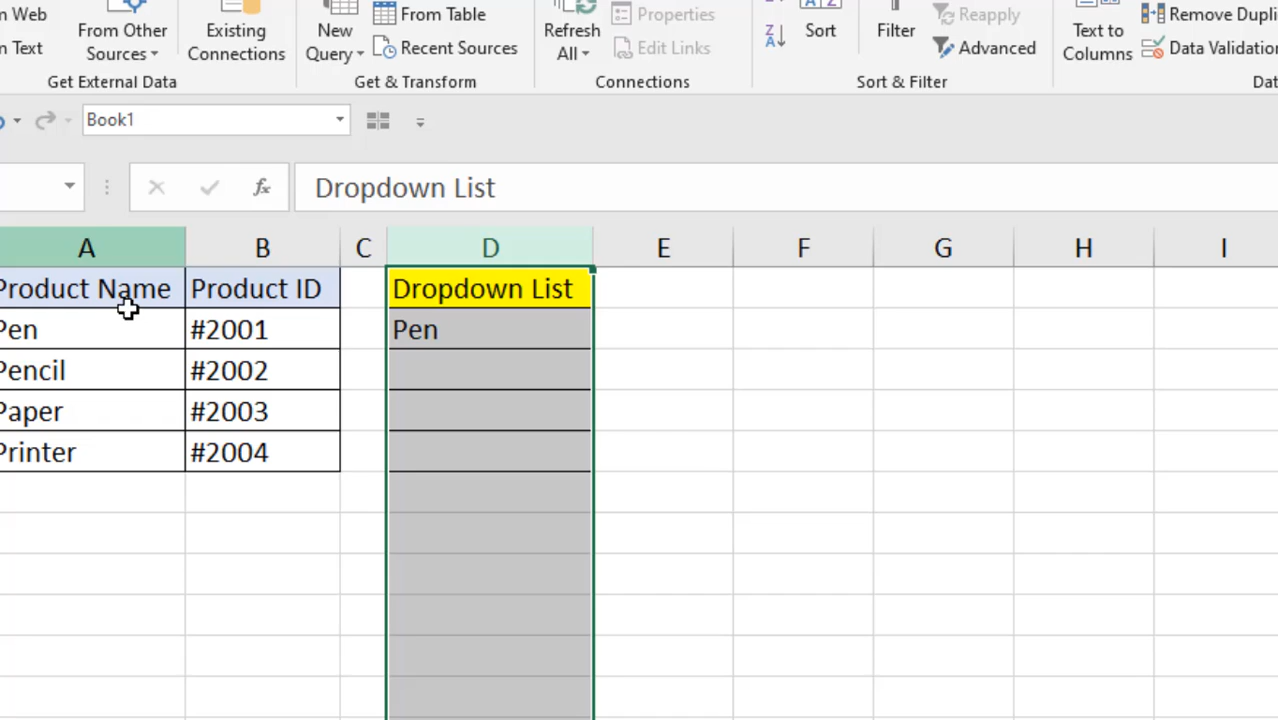 m Web
From Other
Sources
Existing
Connections
New
Query
From Table
Recent Sources
Refresh
All
Properties
Edit Links
Sort
Filter
Reapply
Advanced
Text to
Columns
Remove Dupli
Data Validation
n Text
Get External Data
Get & Transform
Connections
Sort & Filter
Dat
Book1
fx
Dropdown List
A B C D E F G H I
Product Name Product ID Dropdown List
Pen #2001 Pen
Pencil #2002
Paper #2003
Printer #2004